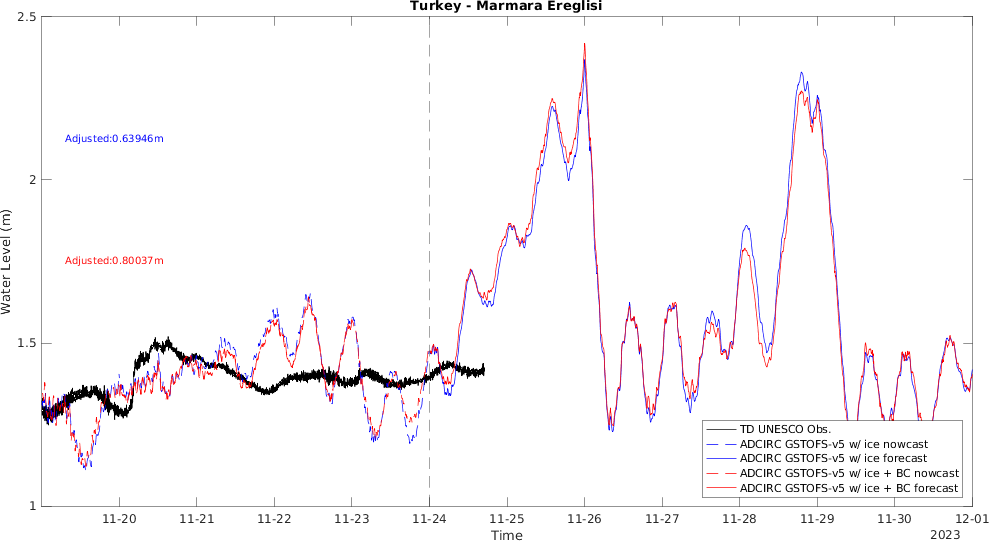 Turkey - Marmara Ereglisi
2.5
2
1.5
1
Water Level (m)
Adjusted:0.63946m
Adjusted:0.80037m
TD UNESCO Obs.
ADCIRC GSTOFS-v5 w/ ice nowcast
ADCIRC GSTOFS-v5 w/ ice forecast
ADCIRC GSTOFS-v5 w/ ice + BC nowcast
ADCIRC GSTOFS-v5 w/ ice + BC forecast
11-20 11-21 11-22 11-23 11-24 11-25 11-26 11-27 11-28 11-29 11-30 12-01
Time
2023